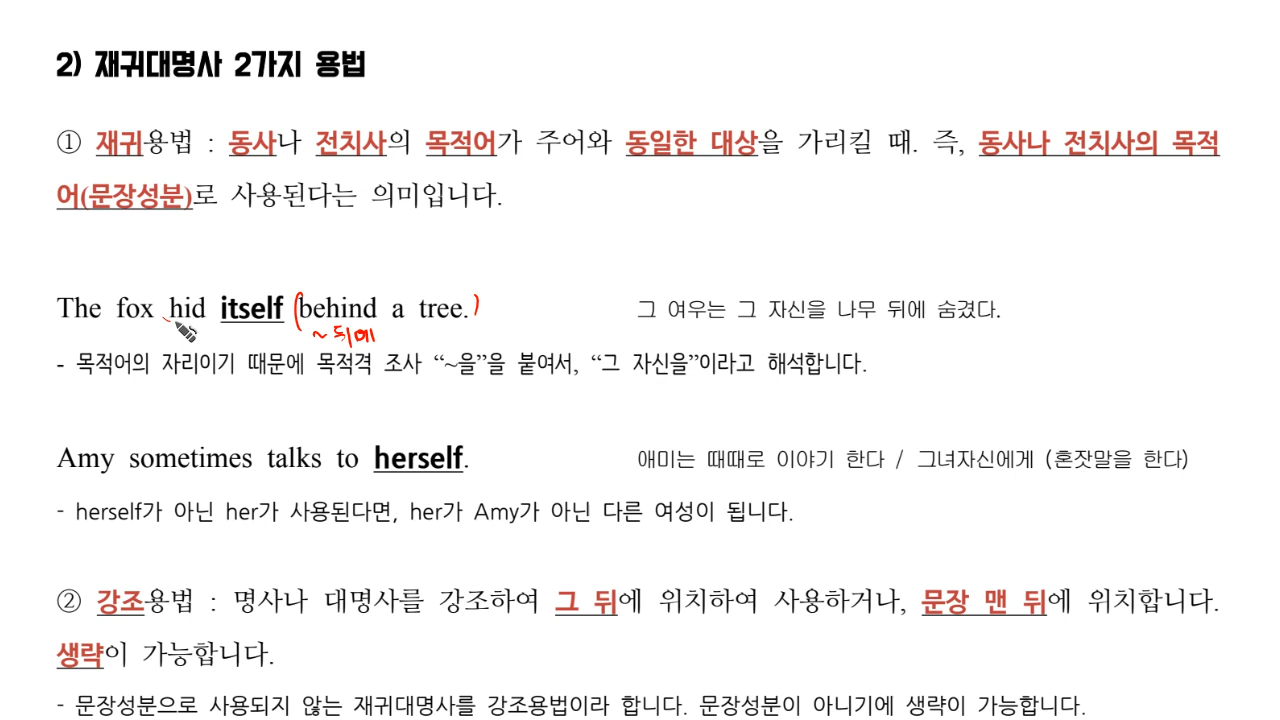 2) 재귀대명사 2가지 용법
① 재귀용법 : 동사나 전치사의 목적어가 주어와 동일한 대상을 가리킬 때. 즉, 동사나 전치사의 목적
어(문장성분)로 사용된다는 의미입니다.
The fox hid itself (behind a tree.) 그 여우는 그 자신을 나무 뒤에 숨겼다.
~ 뒤에
- 목적어의 자리이기 때문에 목적격 조사 “~을”을 붙여서, “그 자신을”이라고 해석합니다.
Amy sometimes talks to herself. 애미는 때때로 이야기 한다 / 그녀자신에게 (혼잣말을 한다)
- herself가 아닌 her가 사용된다면, her가 Amy가 아닌 다른 여성이 됩니다.
② 강조용법 : 명사나 대명사를 강조하여 그 뒤에 위치하여 사용하거나, 문장 맨 뒤에 위치합니다.
생략이 가능합니다.
- 문장성분으로 사용되지 않는 재귀대명사를 강조용법이라 합니다. 문장성분이 아니기에 생략이 가능합니다.